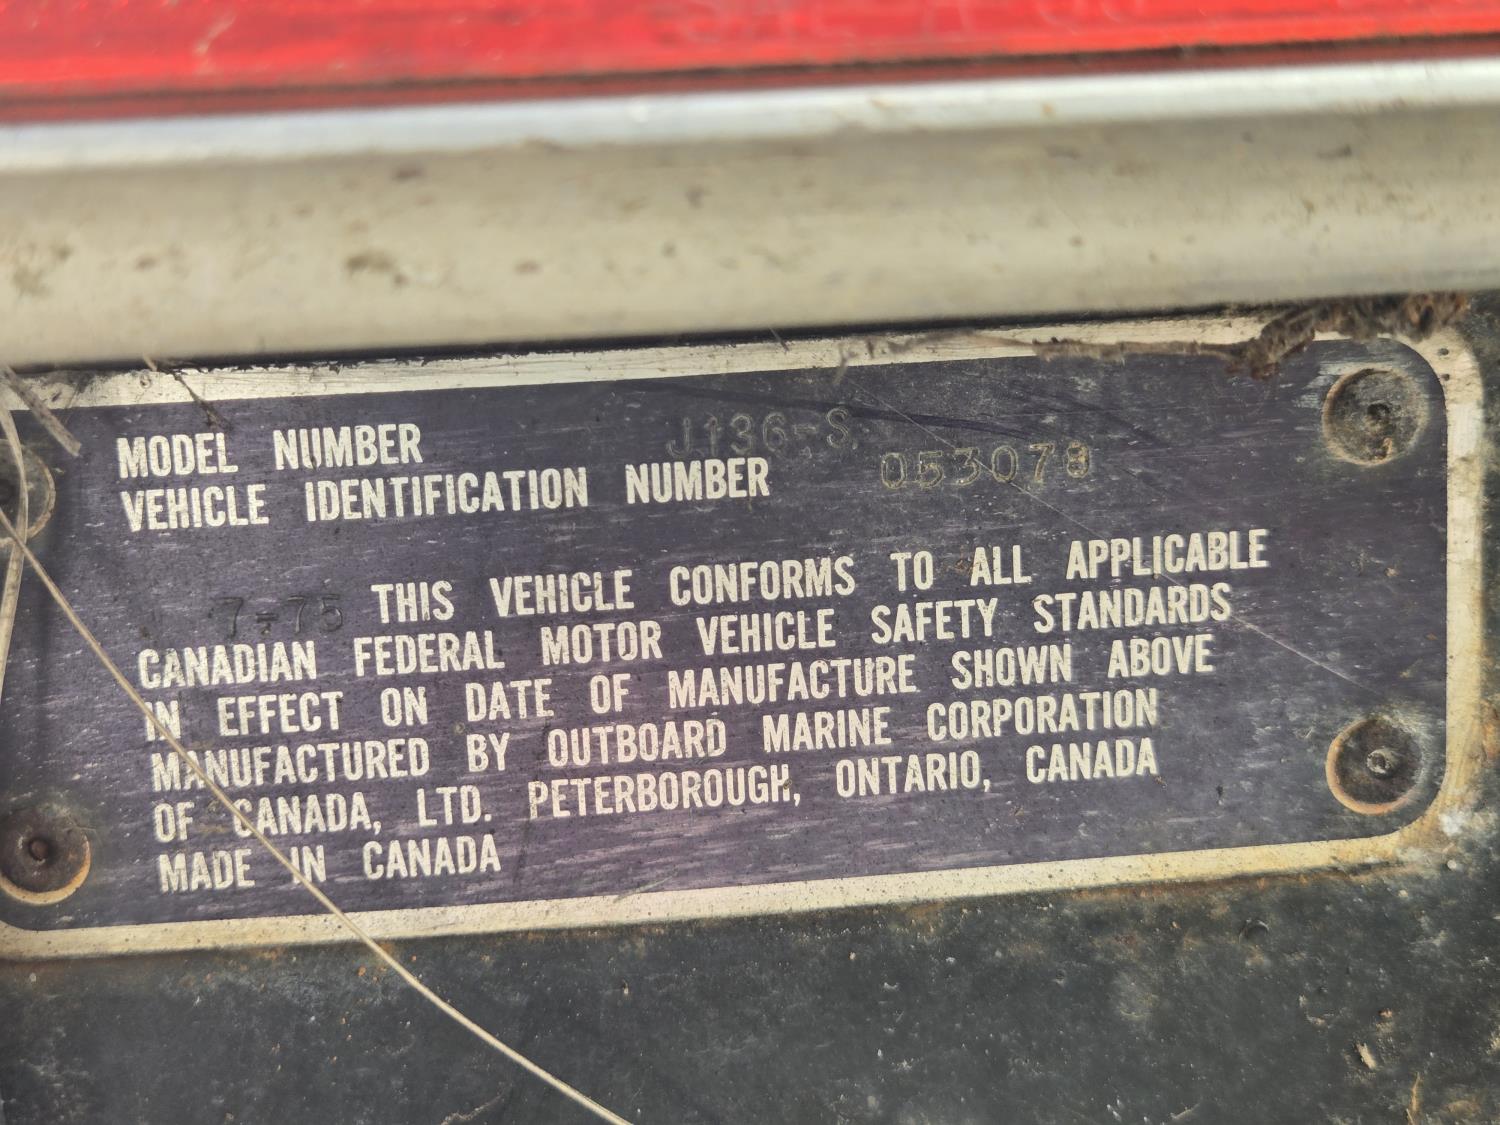 MODEL NUMBER J136-S
VEHICLE IDENTIFICATION NUMBER 053078
7-75 THIS VEHICLE CONFORMS TO ALL APPLICABLE
CANADIAN FEDERAL MOTOR VEHICLE SAFETY STANDARDS
IN EFFECT ON DATE OF MANUFACTURE SHOWN ABOVE
MANUFACTURED BY OUTBOARD MARINE CORPORATION
OF CANADA, LTD. PETERBOROUGH, ONTARIO, CANADA
MADE IN CANADA